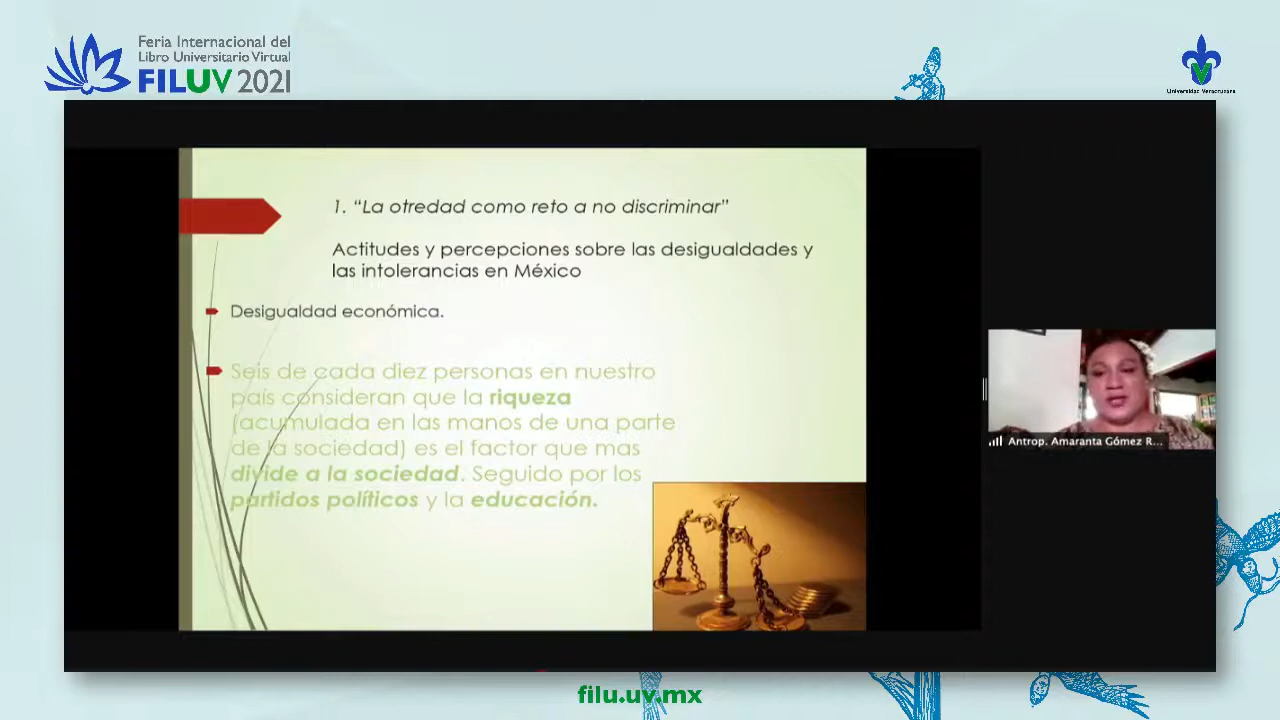 Feria Internacional del
Libro Universitario Virtual
FILUV 2021
Universidad Veracruzana
1. “La otredad como reto a no discriminar”
Actitudes y percepciones sobre las desigualdades y
las intolerancias en México
Desigualdad económica.
Seis de cada diez personas en nuestro
país consideran que la riqueza
(acumulada en las manos de una parte
de la sociedad) es el factor que mas
divide a la sociedad. Seguido por los
partidos políticos y la educación.
Antrop. Amaranta Gómez R...
filu.uv.mx